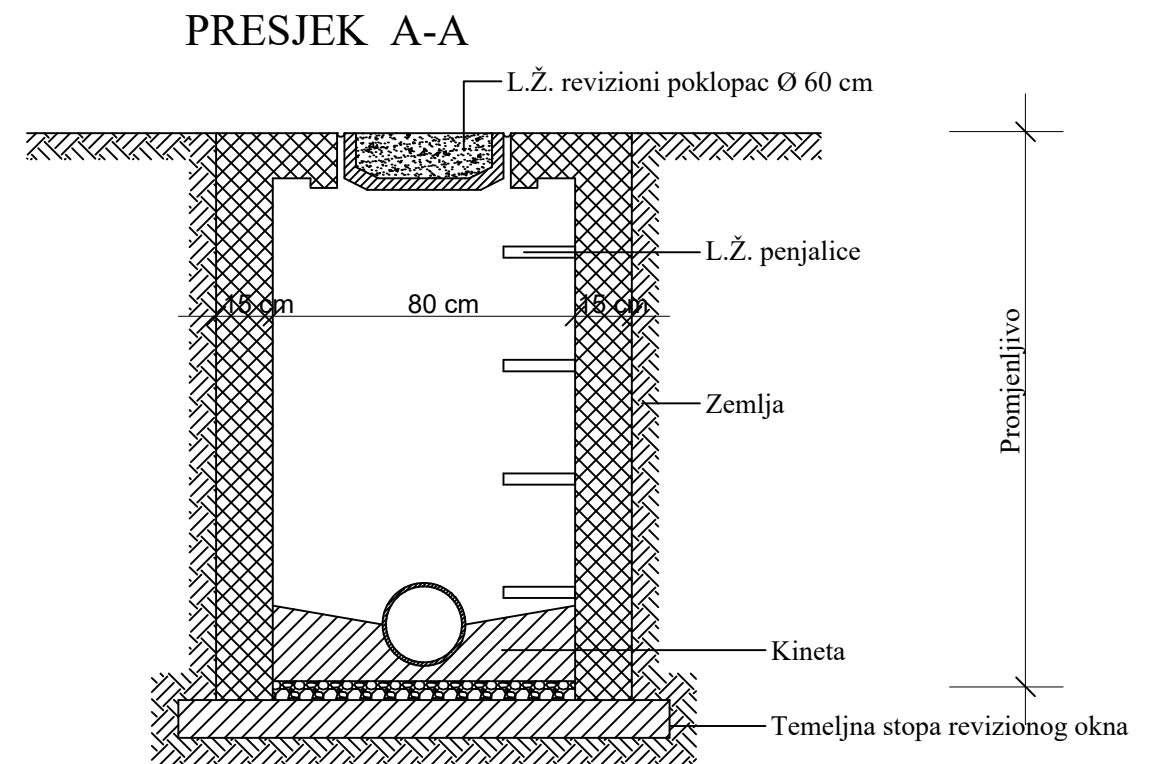 PRESJEK A-A
L.Ž. revizioni poklopac Ø 60 cm
L.Ž. penjalice
15 cm 80 cm 15 cm
Promjenljivo
Zemlja
Kineta
Temeljna stopa revizionog okna